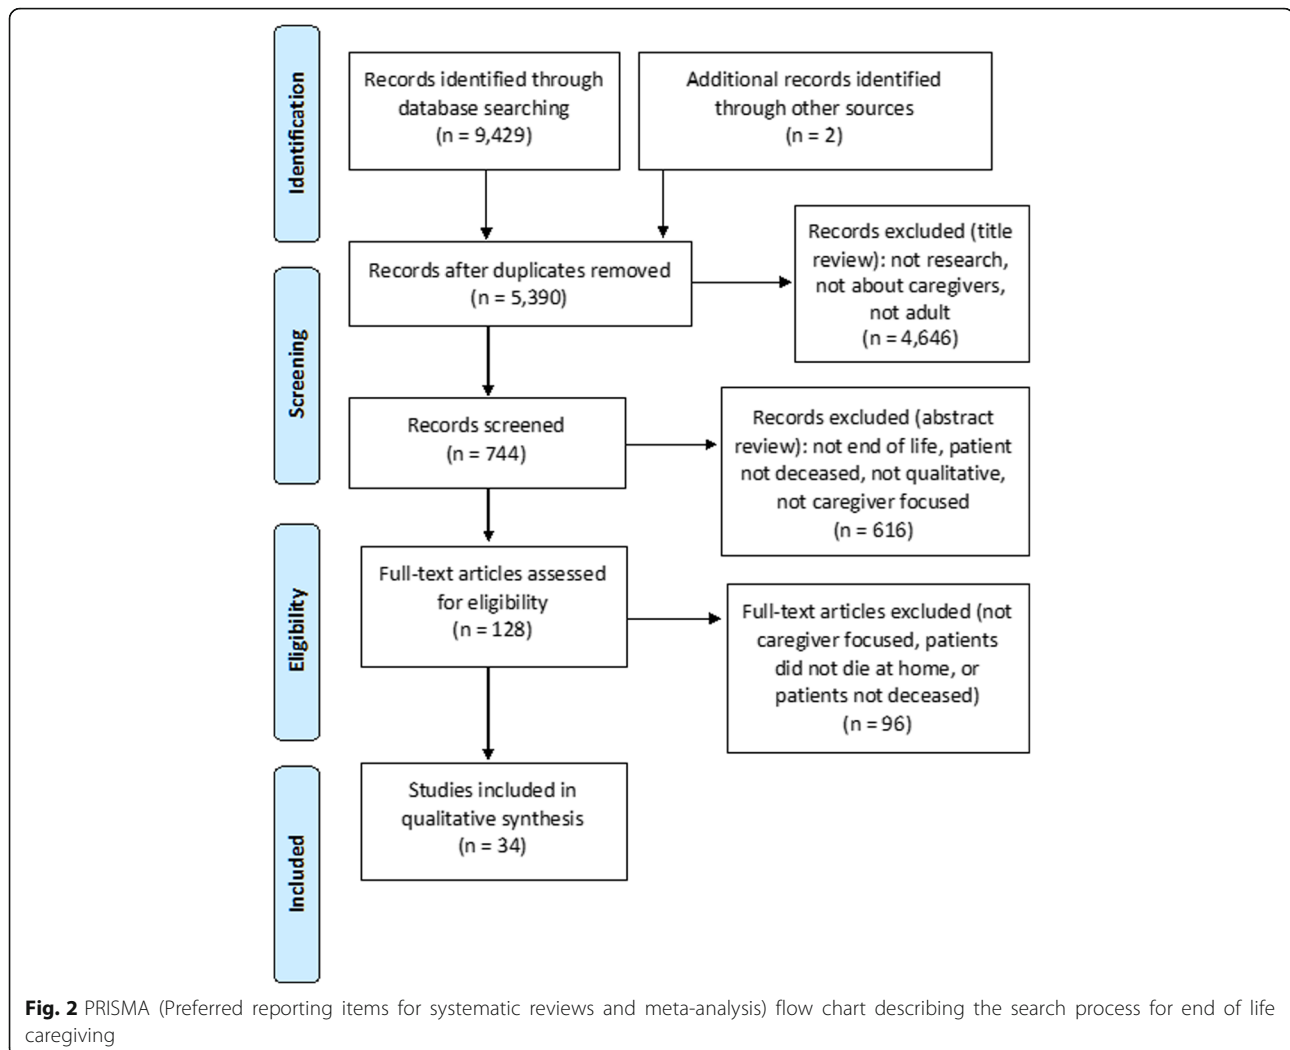 Identification
Records identified through
database searching
(n = 9,429)
Additional records identified
through other sources
(n = 2)
Records after duplicates removed
(n = 5,390)
Records excluded (title
review): not research,
not about caregivers,
not adult
(n = 4,646)
Screening
Records screened
(n = 744)
Records excluded (abstract
review): not end of life, patient
not deceased, not qualitative,
not caregiver focused
(n = 616)
Eligibility
Full-text articles assessed
for eligibility
(n = 128)
Full-text articles excluded (not
caregiver focused, patients
did not die at home, or
patients not deceased)
(n = 96)
Included
Studies included in
qualitative synthesis
(n = 34)
Fig. 2 PRISMA (Preferred reporting items for systematic reviews and meta-analysis) flow chart describing the search process for end of life
caregiving